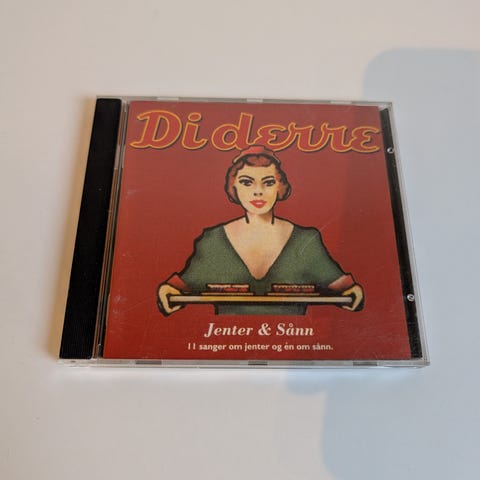 Di derre
Jenter & Sånn
11 sanger om jenter og én om sånn.